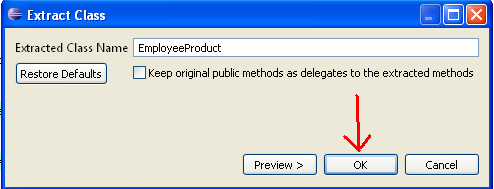 Extract Class
Extracted Class Name EmployeeProduct
Restore Defaults Keep original public methods as delegates to the extracted methods
Preview > OK Cancel